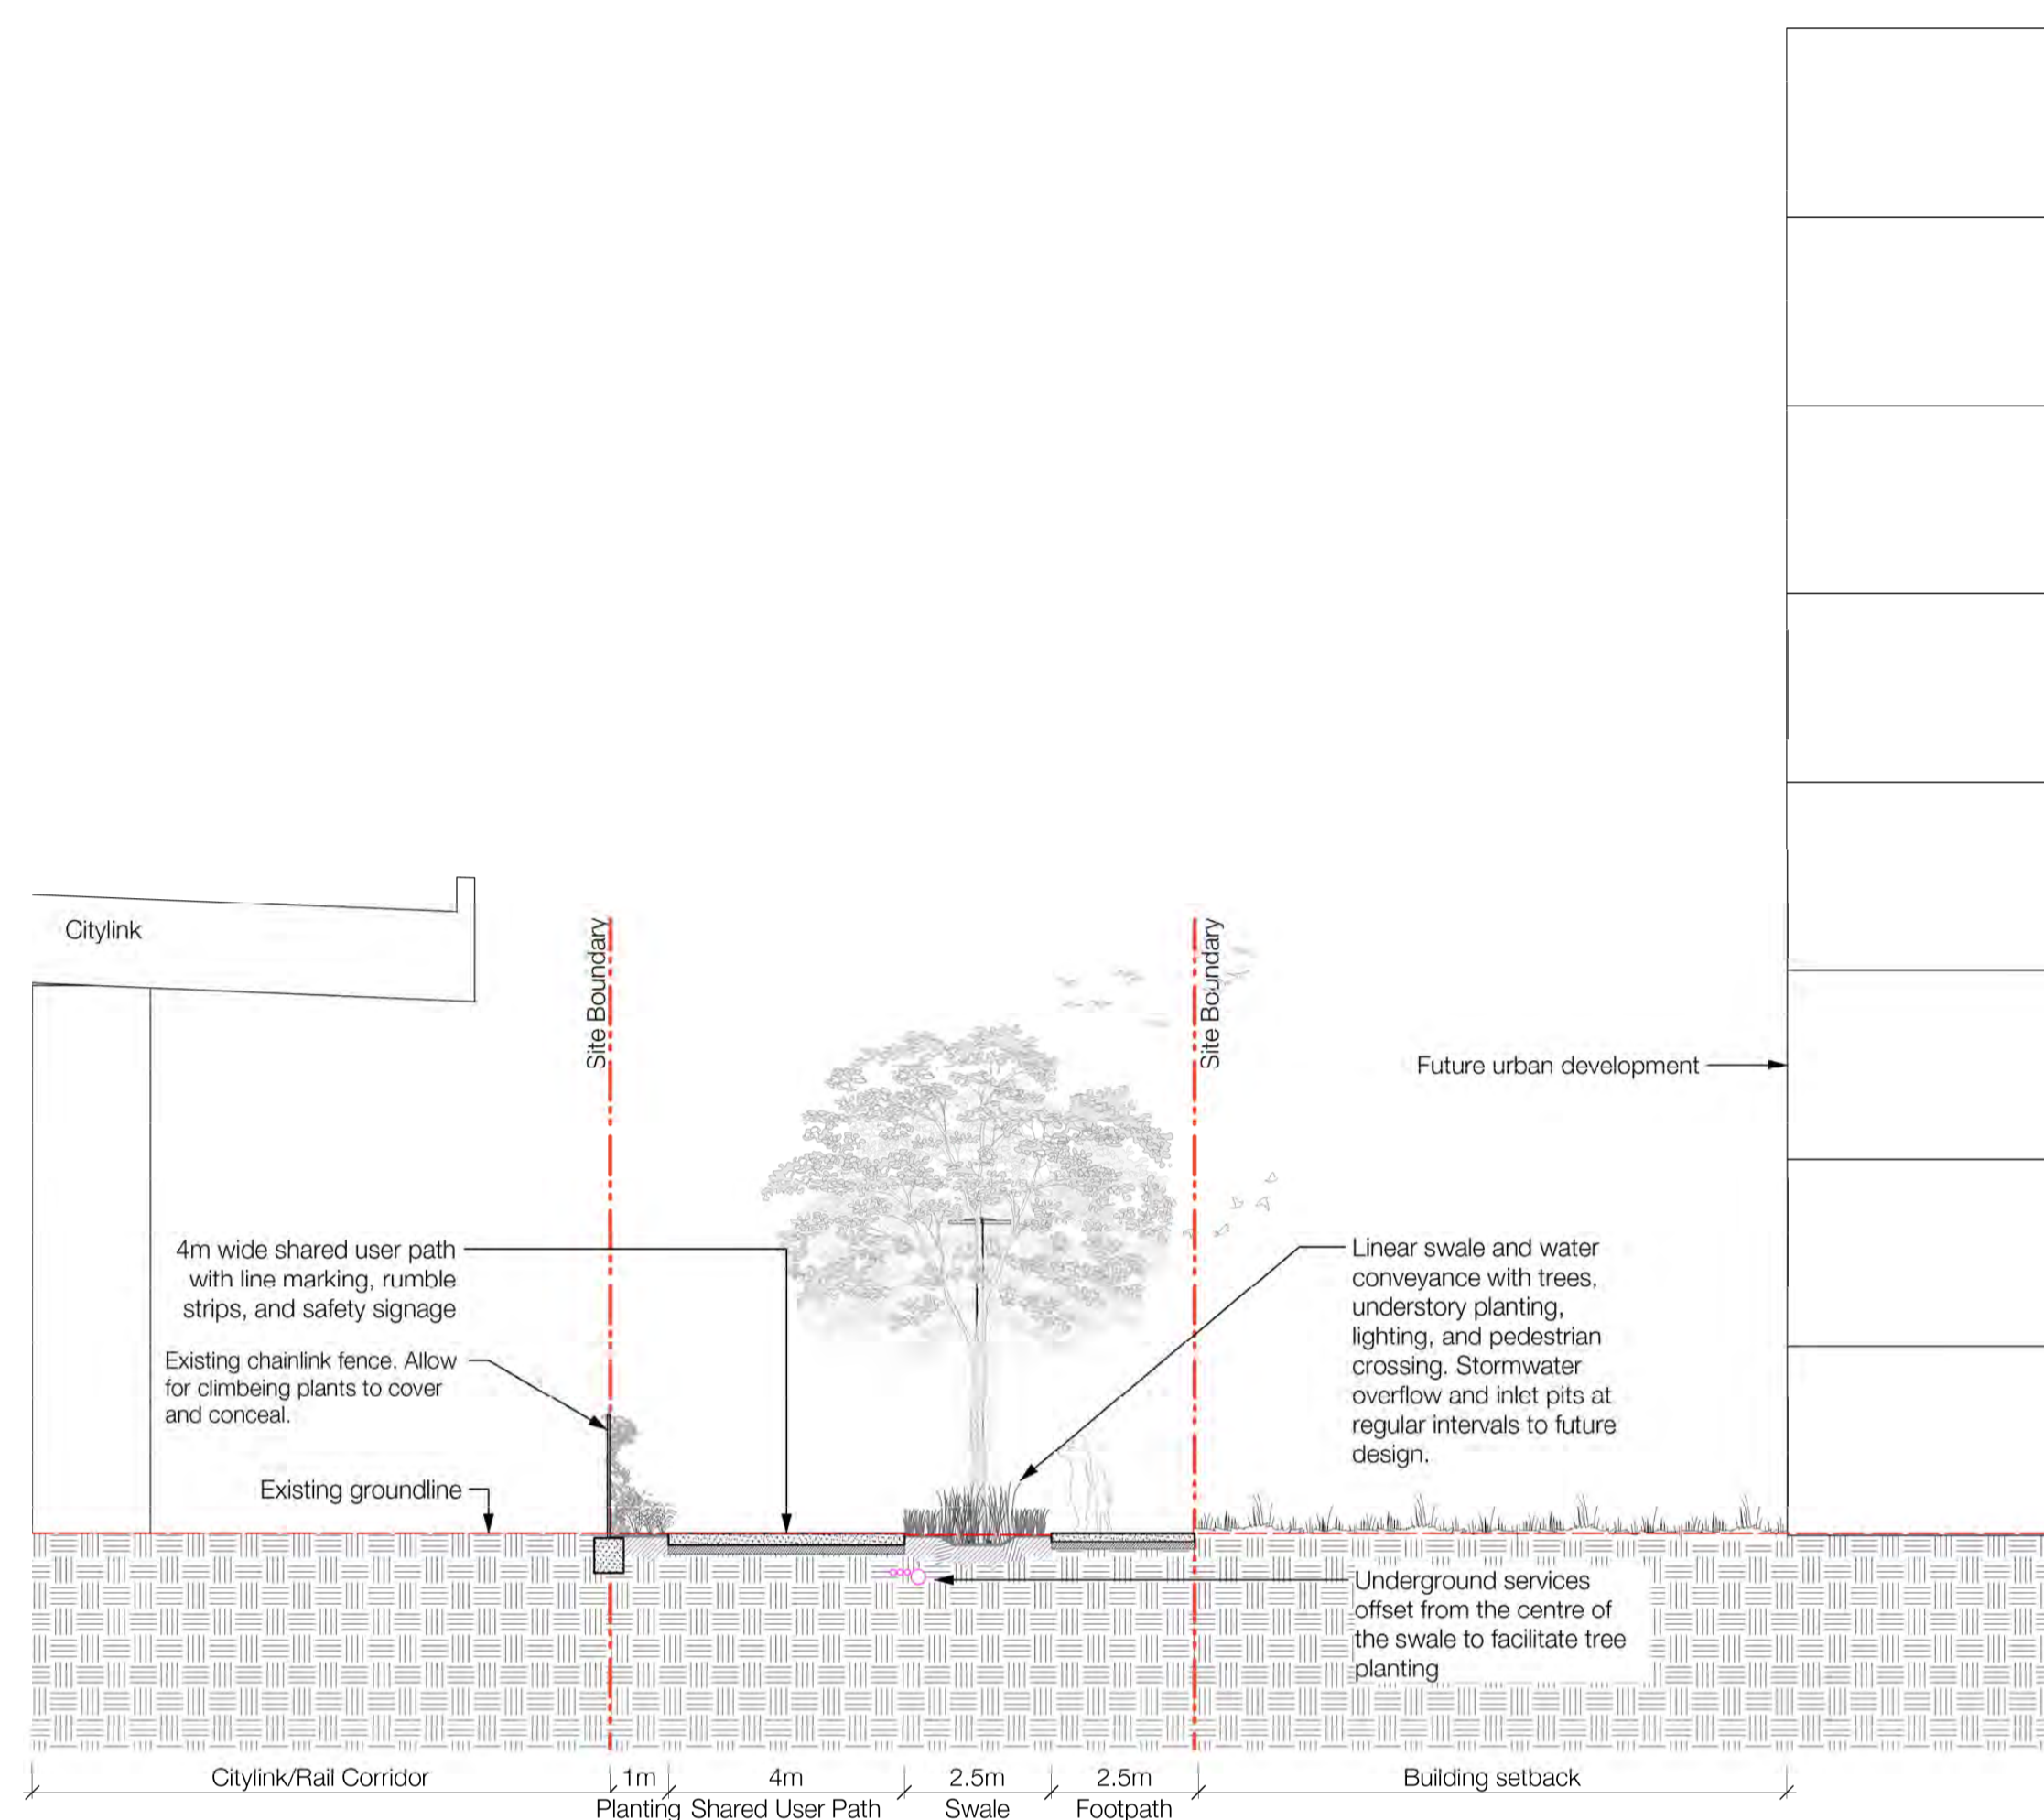 Citylink
Site Boundary
Site Boundary
Future urban development
4m wide shared user path
with line marking, rumble
strips, and safety signage
Existing chainlink fence. Allow
for climbeing plants to cover
and conceal.
Existing groundline
Linear swale and water
conveyance with trees,
understory planting,
lighting, and pedestrian
crossing. Stormwater
overflow and inlet pits at
regular intervals to future
design.
Underground services
offset from the centre of
the swale to facilitate tree
planting
Citylink/Rail Corridor
1m
4m
2.5m
2.5m
Building setback
Planting
Shared User Path
Swale
Footpath